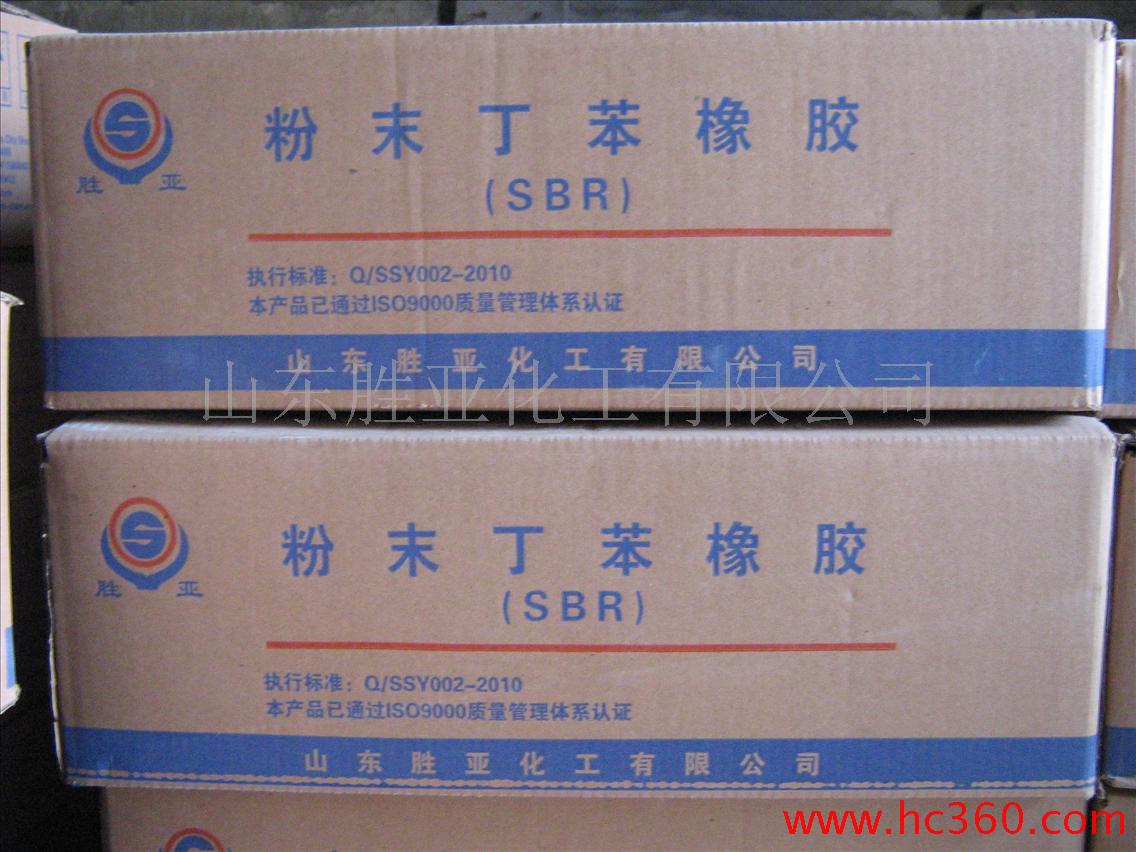 粉末丁苯橡胶
(SBR)
胜亚
执行标准：Q/SSY002-2010
本产品已通过ISO9000质量管理体系认证
山东胜亚化工有限公司
山东胜亚化工有限公司
粉末丁苯橡胶
(SBR)
胜亚
执行标准：Q/SSY002-2010
本产品已通过ISO9000质量管理体系认证
山东胜亚化工有限公司
www.hc360.com